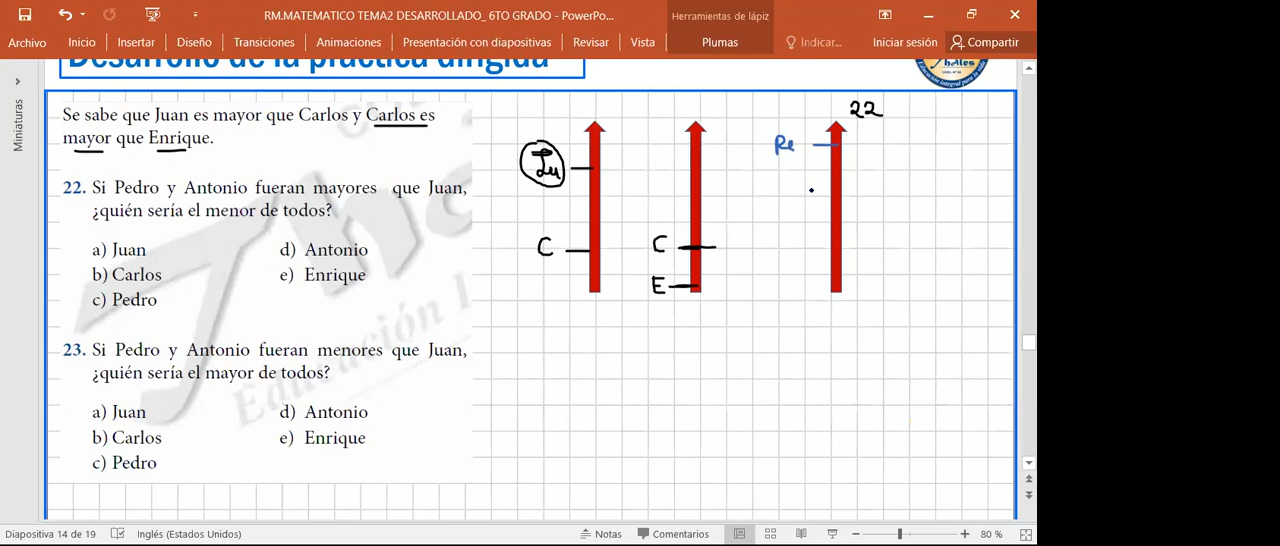 RM.MATEMATICO TEMA2 DESARROLLADO_ 6TO GRADO - PowerPo...
Herramientas de lápiz
Archivo Inicio Insertar Diseño Transiciones Animaciones Presentación con diapositivas Revisar Vista Plumas Indicar... Iniciar sesión Compartir
Desarrollo de la práctica dirigida
Miniaturas
Se sabe que Juan es mayor que Carlos y Carlos es
mayor que Enrique.
22. Si Pedro y Antonio fueran mayores que Juan,
¿quién sería el menor de todos?
a) Juan
b) Carlos
c) Pedro
d) Antonio
e) Enrique
23. Si Pedro y Antonio fueran menores que Juan,
¿quién sería el mayor de todos?
a) Juan
b) Carlos
c) Pedro
d) Antonio
e) Enrique
C
C
E
22
Diapositiva 14 de 19 Inglés (Estados Unidos) Notas Comentarios 80 %